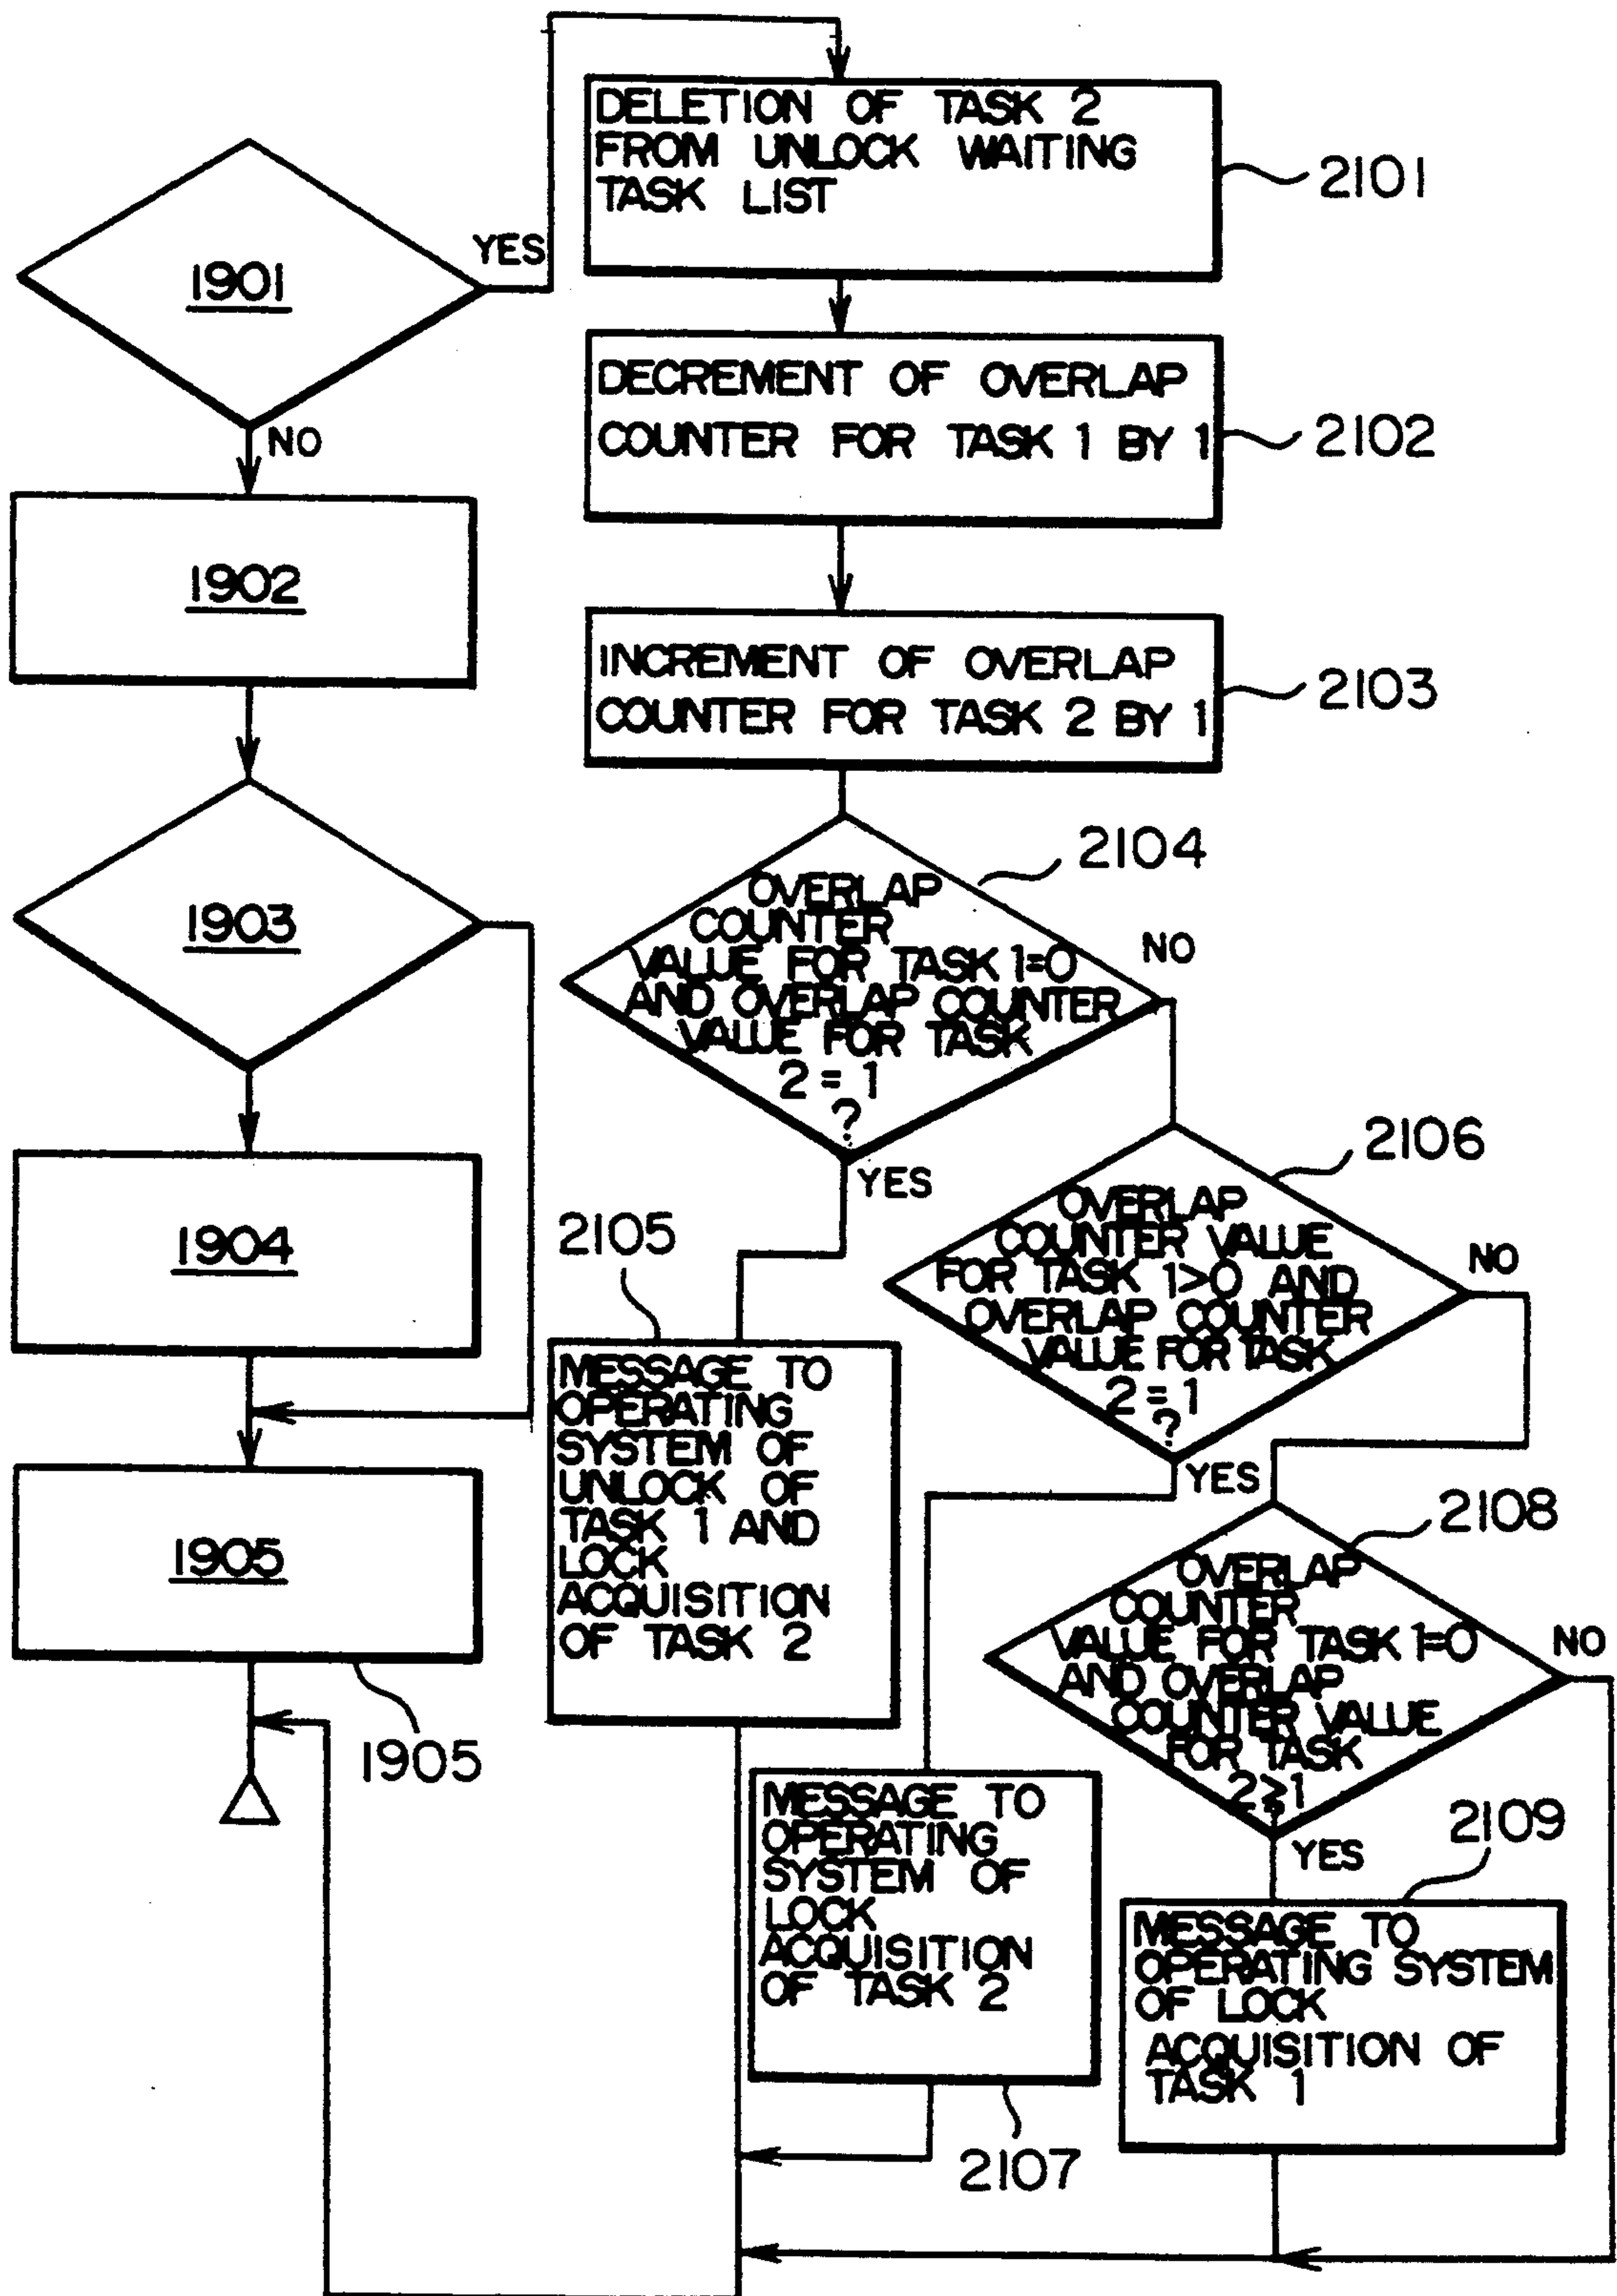 1901
YES
NO
1902
1903
1904
1905
1905
DELETION OF TASK 2
FROM UNLOCK WAITING
TASK LIST
2101
DECREMENT OF OVERLAP
COUNTER FOR TASK 1 BY 1
2102
INCREMENT OF OVERLAP
COUNTER FOR TASK 2 BY 1
2103
2104
OVERLAP
COUNTER
VALUE FOR TASK 1=0
AND OVERLAP COUNTER
VALUE FOR TASK
2 = 1
?
NO
YES
2105
MESSAGE TO
OPERATING
SYSTEM OF
UNLOCK OF
TASK 1 AND
LOCK
ACQUISITION
OF TASK 2
2106
OVERLAP
COUNTER VALUE
FOR TASK 1>0 AND
OVERLAP COUNTER
VALUE FOR TASK
2 = 1
?
NO
YES
MESSAGE TO
OPERATING
SYSTEM OF
LOCK
ACQUISITION
OF TASK 2
2107
2108
OVERLAP
COUNTER
VALUE FOR TASK 1=0
AND OVERLAP
COUNTER VALUE
FOR TASK
2>1
?
NO
YES
2109
MESSAGE TO
OPERATING SYSTEM
OF LOCK
ACQUISITION OF
TASK 1